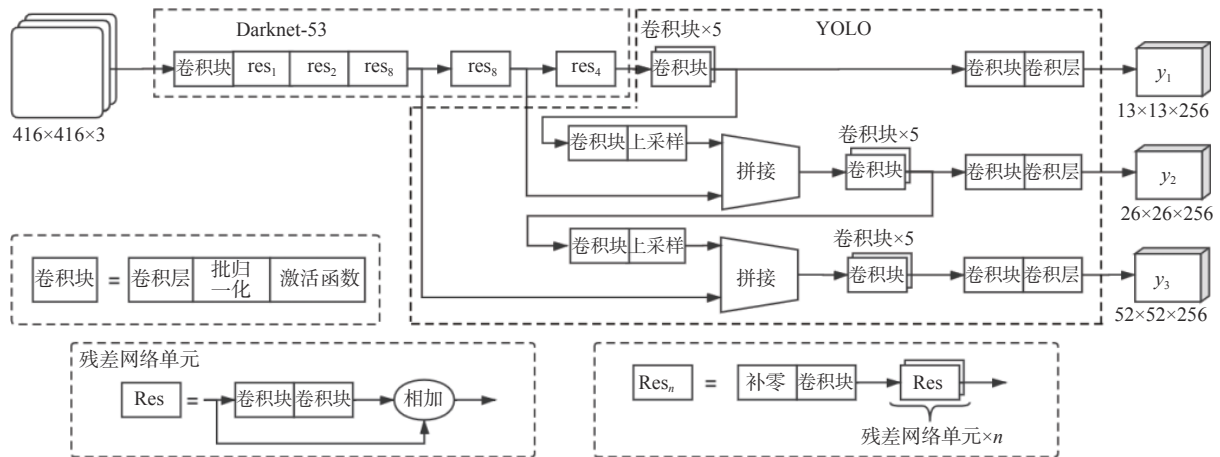 Darknet-53
YOLO
卷积块×5
卷积块 res₁ res₂ res₈ res₈ res₄ 卷积块 卷积块 卷积层 y₁
416×416×3
13×13×256
卷积块×5
卷积块 上采样 拼接 卷积块 卷积块 卷积层 y₂
26×26×256
卷积块×5
卷积块 上采样 拼接 卷积块 卷积块 卷积层 y₃
52×52×256
卷积块 = 卷积层 批归一化 激活函数
残差网络单元
Res = 卷积块 卷积块 相加
Resₙ = 补零 卷积块 Res
残差网络单元×n